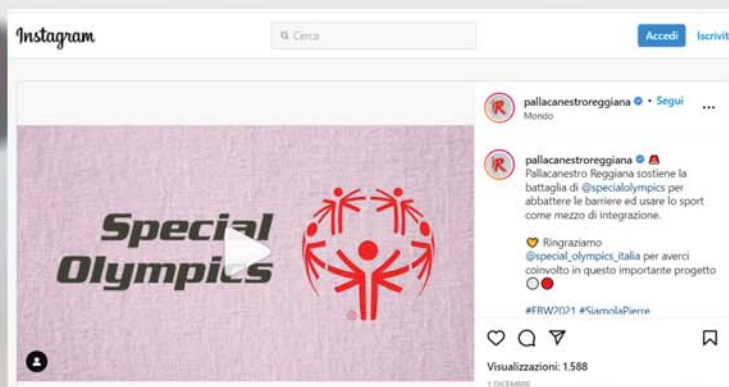 Instagram
Cerca
Accedi
Iscriviti
pallacanestroreggiana • Segui
Mondo
Special
Olympics
®
pallacanestroreggiana
Pallacanestro Reggiana sostiene la
battaglia di @specialolympics per
abbattere le barriere ed usare lo sport
come mezzo di integrazione.
Ringraziamo
@special_olympics_italia per averci
coinvolto in questo importante progetto
#EBW2021 #SiamolaPierre
Visualizzazioni: 1.588
1 DICEMBRE